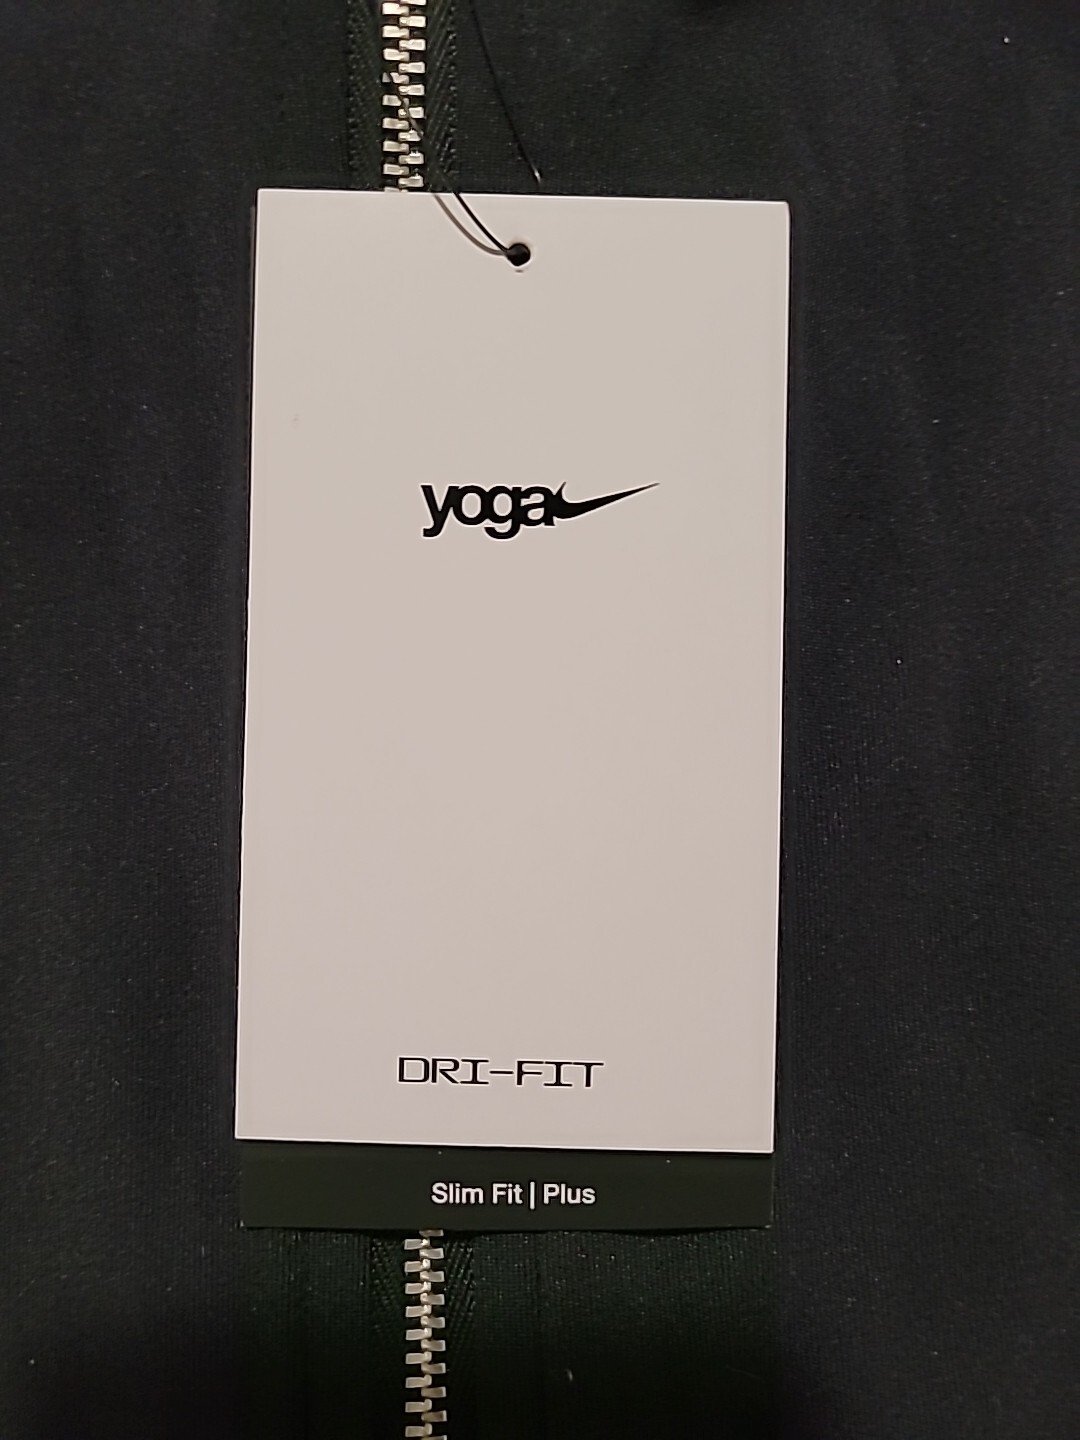 yoga
DRI-FIT
Slim Fit | Plus